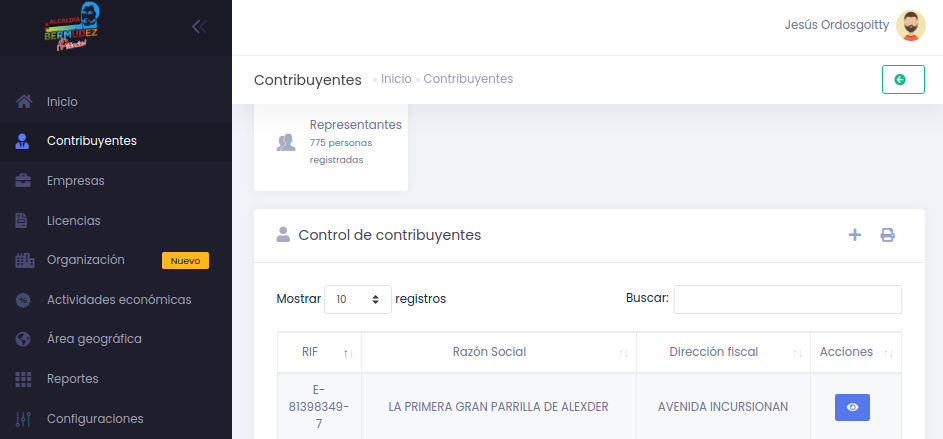 ALCALDÍA
BERMÚDEZ
Jesús Ordosgoitty
Contribuyentes
Inicio
Contribuyentes
Inicio
Contribuyentes
Empresas
Licencias
Organización
Nuevo
Actividades económicas
Área geográfica
Reportes
Configuraciones
Representantes
775 personas
registradas
Control de contribuyentes
Mostrar 10 registros
Buscar:
RIF Razón Social Dirección fiscal Acciones
E-
81398349-
7
LA PRIMERA GRAN PARRILLA DE ALEXDER
AVENIDA INCURSIONAN